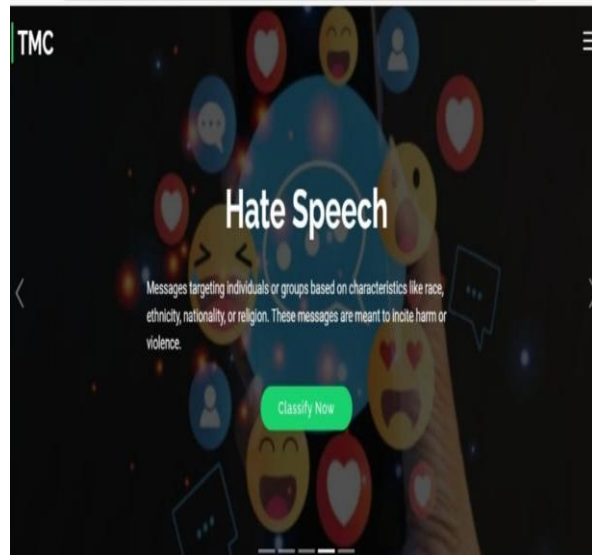 TMC
Hate Speech
Messages targeting individuals or groups based on characteristics like race,
ethnicity, nationality, or religion. These messages are meant to incite harm or
violence.
Classify Now